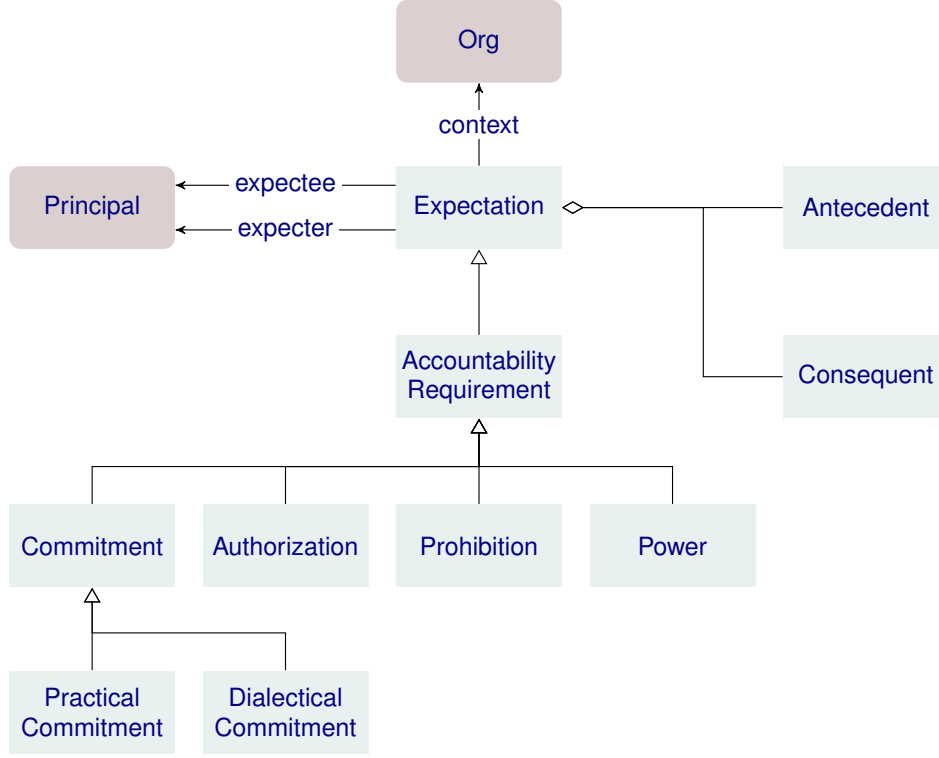 Org
context
expectee
Principal
Expectation
Antecedent
expecter
Accountability
Requirement
Consequent
Commitment
Authorization
Prohibition
Power
Practical
Commitment
Dialectical
Commitment